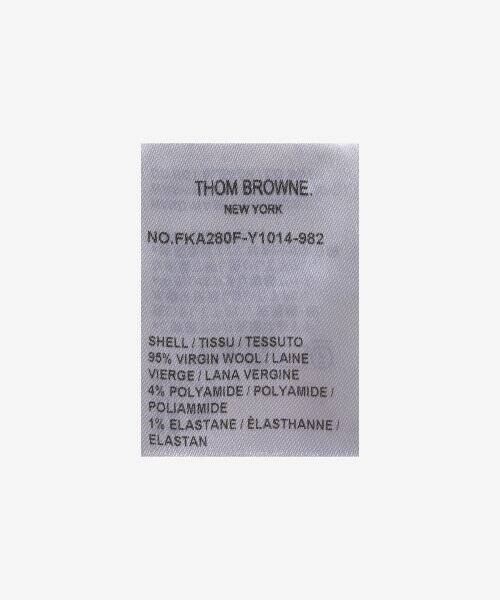 THOM BROWNE.
NEW YORK
NO.FKA280F-Y1014-982
SHELL / TISSU / TESSUTO
95% VIRGIN WOOL / LAINE
VIERGE / LANA VERGINE
4% POLYAMIDE / POLYAMIDE /
POLIAMMIDE
1% ELASTANE / ÉLASTHANNE /
ELASTAN